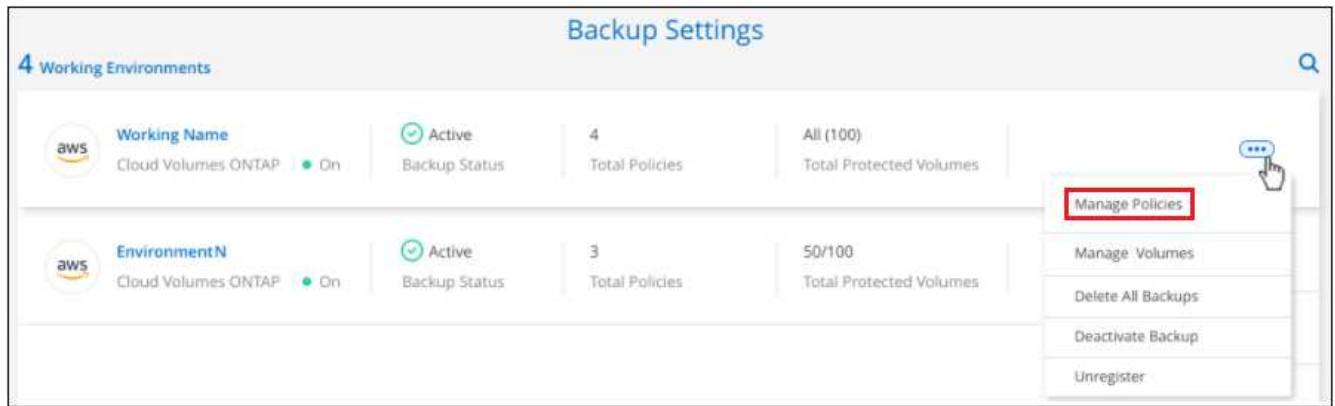 Backup Settings
4 Working Environments
aws
Working Name
Cloud Volumes ONTAP
On
Active
Backup Status
4
Total Policies
All (100)
Total Protected Volumes
Manage Policies
Manage Volumes
Delete All Backups
Deactivate Backup
Unregister
aws
EnvironmentN
Cloud Volumes ONTAP
On
Active
Backup Status
3
Total Policies
50/100
Total Protected Volumes